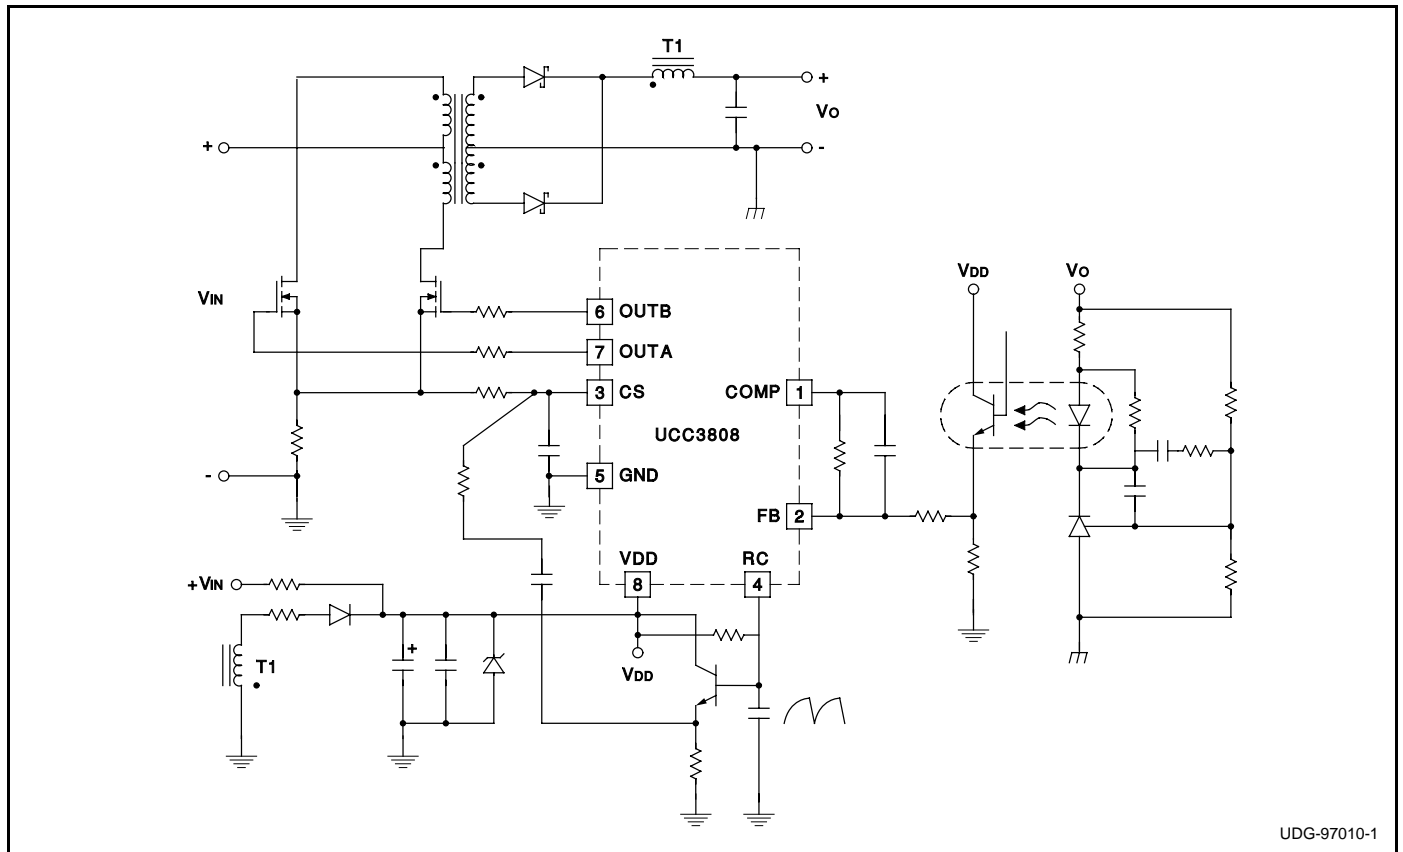 T1
+
VO
+
-
VIN
6 OUTB
7 OUTA
3 CS
COMP 1
UCC3808
5 GND
-
FB 2
VDD
VO
VDD
RC
8
4
+VIN
T1
+
VDD
UDG-97010-1